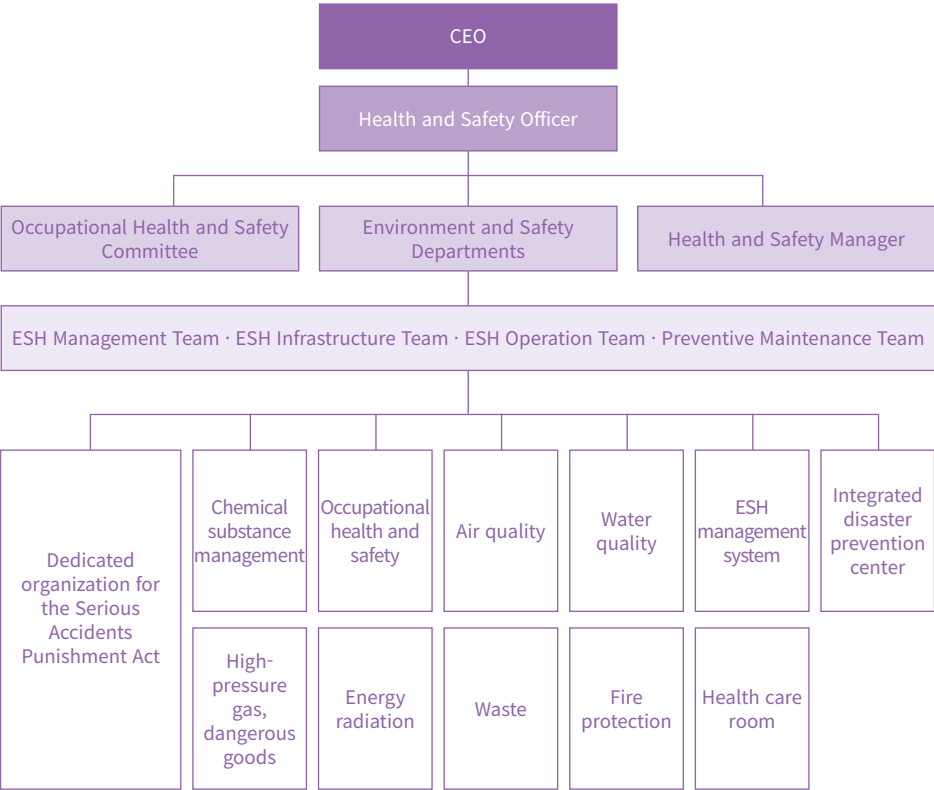 CEO
Health and Safety Officer
Occupational Health and Safety
Committee
Environment and Safety
Departments
Health and Safety Manager
ESH Management Team · ESH Infrastructure Team · ESH Operation Team · Preventive Maintenance Team
Dedicated
organization for
the Serious
Accidents
Punishment Act
Chemical
substance
management
Occupational
health and
safety
Air quality
Water
quality
ESH
management
system
Integrated
disaster
prevention
center
High-
pressure
gas,
dangerous
goods
Energy
radiation
Waste
Fire
protection
Health care
room